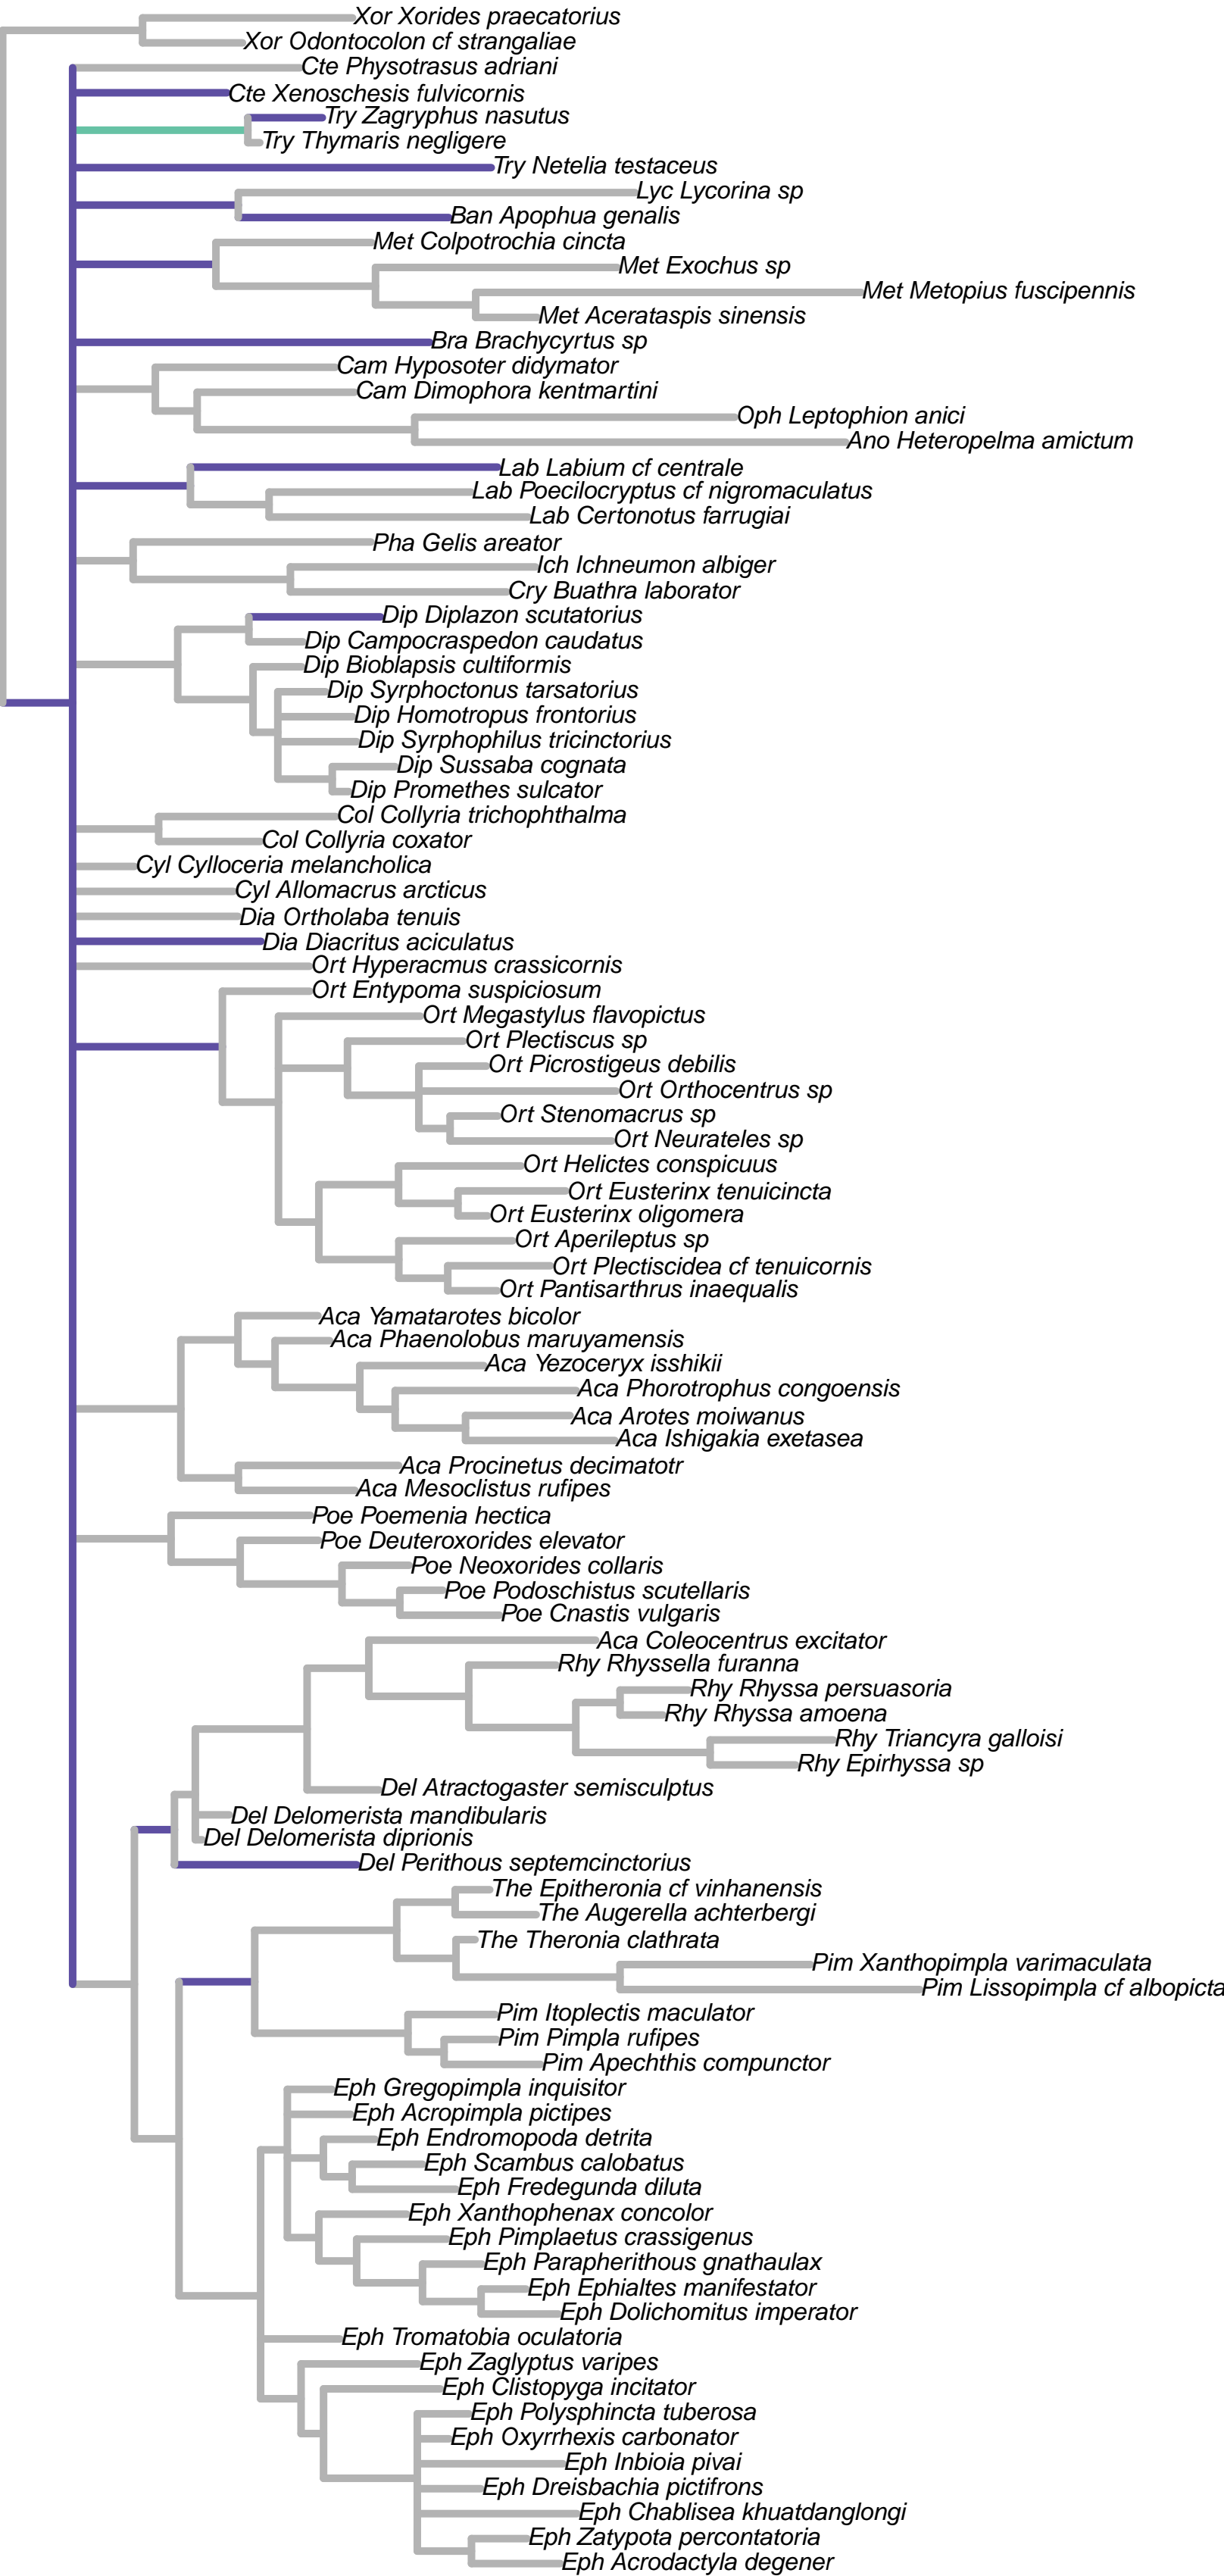 Xor Xorides praecatorius
Xor Odontocolon cf strangaliae
Cte Physotrasus adriani
Cte Xenoschesis fulvicornis
Try Zagryphus nasutus
Try Thymaris negligere
Try Netelia testaceus
Lyc Lycorina sp
Ban Apophua genalis
Met Colpotrochia cincta
Met Exochus sp
Met Metopius fuscipennis
Met Acerataspis sinensis
Bra Brachycyrtus sp
Cam Hyposoter didymator
Cam Dimophora kentmartini
Oph Leptophion anici
Ano Heteropelma amictum
Lab Labium cf centrale
Lab Poecilocryptus cf nigromaculatus
Lab Certonotus farrugiai
Pha Gelis areator
Ich Ichneumon albiger
Cry Buathra laborator
Dip Diplazon scutatorius
Dip Campocraspedon caudatus
Dip Bioblapsis cultiformis
Dip Syrphoctonus tarsatorius
Dip Homotropus frontorius
Dip Syrphophilus tricinctorius
Dip Sussaba cognata
Dip Promethes sulcator
Col Collyria trichophthalma
Col Collyria coxator
Cyl Cylloceria melancholica
Cyl Allomacrus arcticus
Dia Ortholaba tenuis
Dia Diacritus aciculatus
Ort Hyperacmus crassicornis
Ort Entypoma suspiciosum
Ort Megastylus flavopictus
Ort Plectiscus sp
Ort Picrostigeus debilis
Ort Orthocentrus sp
Ort Stenomacrus sp
Ort Neurateles sp
Ort Helictes conspicuus
Ort Eusterinx tenuicincta
Ort Eusterinx oligomera
Ort Aperileptus sp
Ort Plectiscidea cf tenuicornis
Ort Pantisarthrus inaequalis
Aca Yamatarotes bicolor
Aca Phaenolobus maruyamensis
Aca Yezoceryx isshikii
Aca Phorotrophus congoensis
Aca Arotes moiwanus
Aca Ishigakia exetasea
Aca Procinetus decimatotr
Aca Mesoclistus rufipes
Poe Poemenia hectica
Poe Deuteroxorides elevator
Poe Neoxorides collaris
Poe Podoschistus scutellaris
Poe Cnastis vulgaris
Aca Coleocentrus excitator
Rhy Rhyssella furanna
Rhy Rhyssa persuasoria
Rhy Rhyssa amoena
Rhy Triancyra galloisi
Rhy Epirhyssa sp
Del Atractogaster semisculptus
Del Delomerista mandibularis
Del Delomerista diprionis
Del Perithous septemcinctorius
The Epitheronia cf vinhanensis
The Augerella achterbergi
The Theronia clathrata
Pim Xanthopimpla varimaculata
Pim Lissopimpla cf albopicta
Pim Itoplectis maculator
Pim Pimpla rufipes
Pim Apechthis compunctor
Eph Gregopimpla inquisitor
Eph Acropimpla pictipes
Eph Endromopoda detrita
Eph Scambus calobatus
Eph Fredegunda diluta
Eph Xanthophenax concolor
Eph Pimplaetus crassigenus
Eph Parapherithous gnathaulax
Eph Ephialtes manifestator
Eph Dolichomitus imperator
Eph Tromatobia oculatoria
Eph Zaglyptus varipes
Eph Clistopyga incitator
Eph Polysphincta tuberosa
Eph Oxyrrhexis carbonator
Eph Inbioia pivai
Eph Dreisbachia pictifrons
Eph Chablisea khuatdanglongi
Eph Zatypota percontatoria
Eph Acrodactyla degener